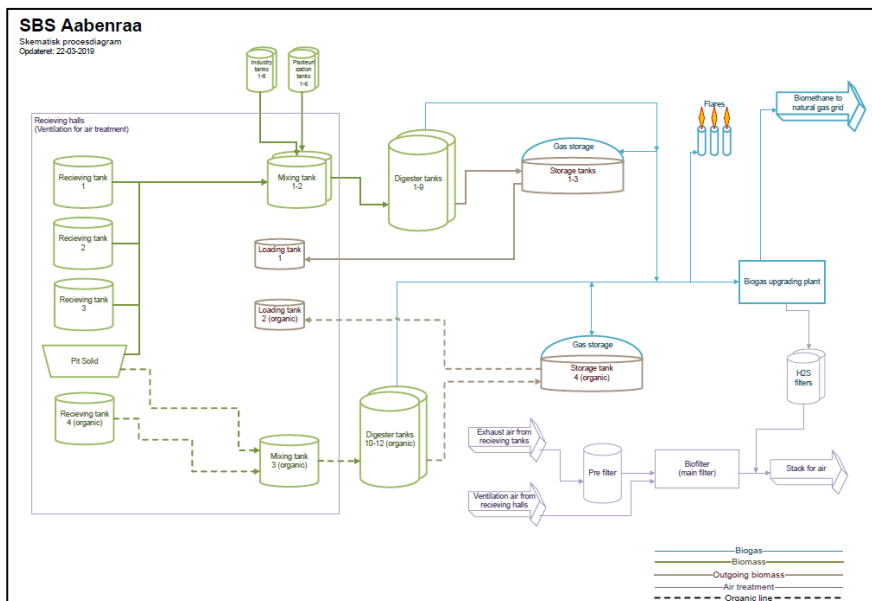 SBS Aabenraa
Skematisk procesdiagram
Opdateret: 22-03-2019
Industry
tanks
1-8
Pasteuri
zation
tanks
1-6
Recieving halls
(Ventilation for air treatment)
Recieving tank
1
Recieving tank
2
Recieving tank
3
Pit Solid
Recieving tank
4 (organic)
Mixing tank
1-2
Loading tank
1
Loading tank
2 (organic)
Mixing tank
3 (organic)
Digester tanks
1-9
Digester tanks
10-12 (organic)
Gas storage
Storage tanks
1-3
Gas storage
Storage tank
4 (organic)
Flares
Biomethane to
natural gas grid
Biogas upgrading plant
H2S
filters
Exhaust air from
recieving tanks
Ventilation air from
recieving halls
Pre filter
Biofilter
(main filter)
Stack for air
Biogas
Biomass
Outgoing biomass
Air treatment
Organic line